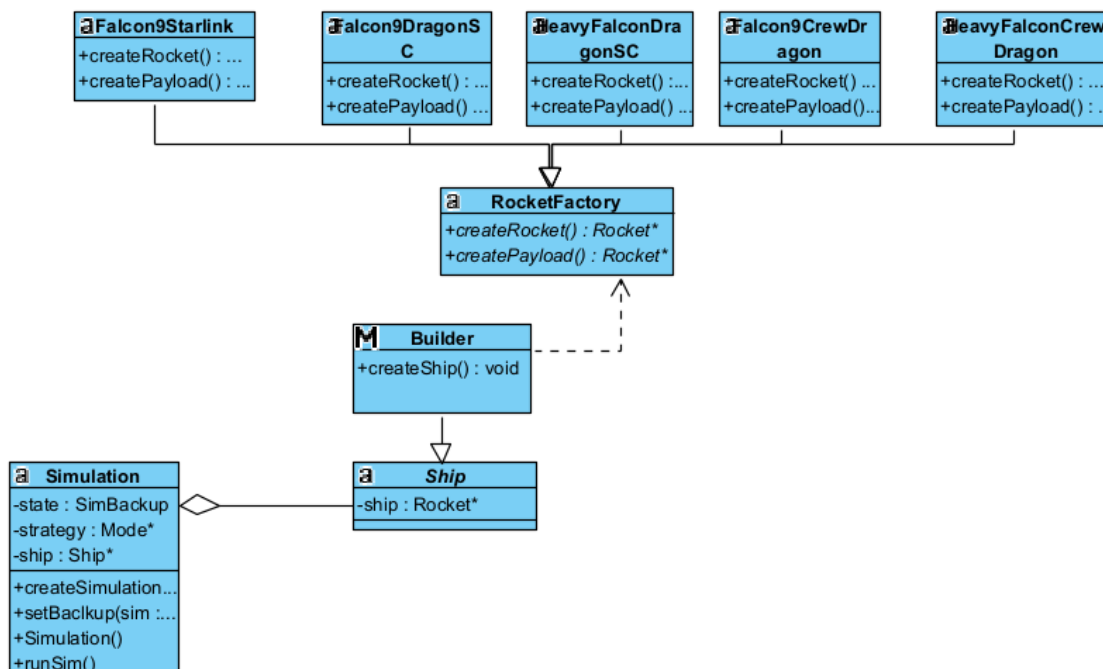 a Falcon9Starlink
+createRocket() : ...
+createPayload() : ...
a Falcon9DragonS
C
+createRocket() : ...
+createPayload() ...
a HeavyFalconDra
gonSC
+createRocket() :...
+createPayload() ...
a Falcon9CrewDr
agon
+createRocket() ...
+createPayload()...
a HeavyFalconCrew
Dragon
+createRocket() : ...
+createPayload() : ...
a RocketFactory
+createRocket() : Rocket*
+createPayload() : Rocket*
M Builder
+createShip() : void
a Simulation
-state : SimBackup
-strategy : Mode*
-ship : Ship*
+createSimulation...
+setBaclkup(sim :...
+Simulation()
+runSim()
a Ship
-ship : Rocket*